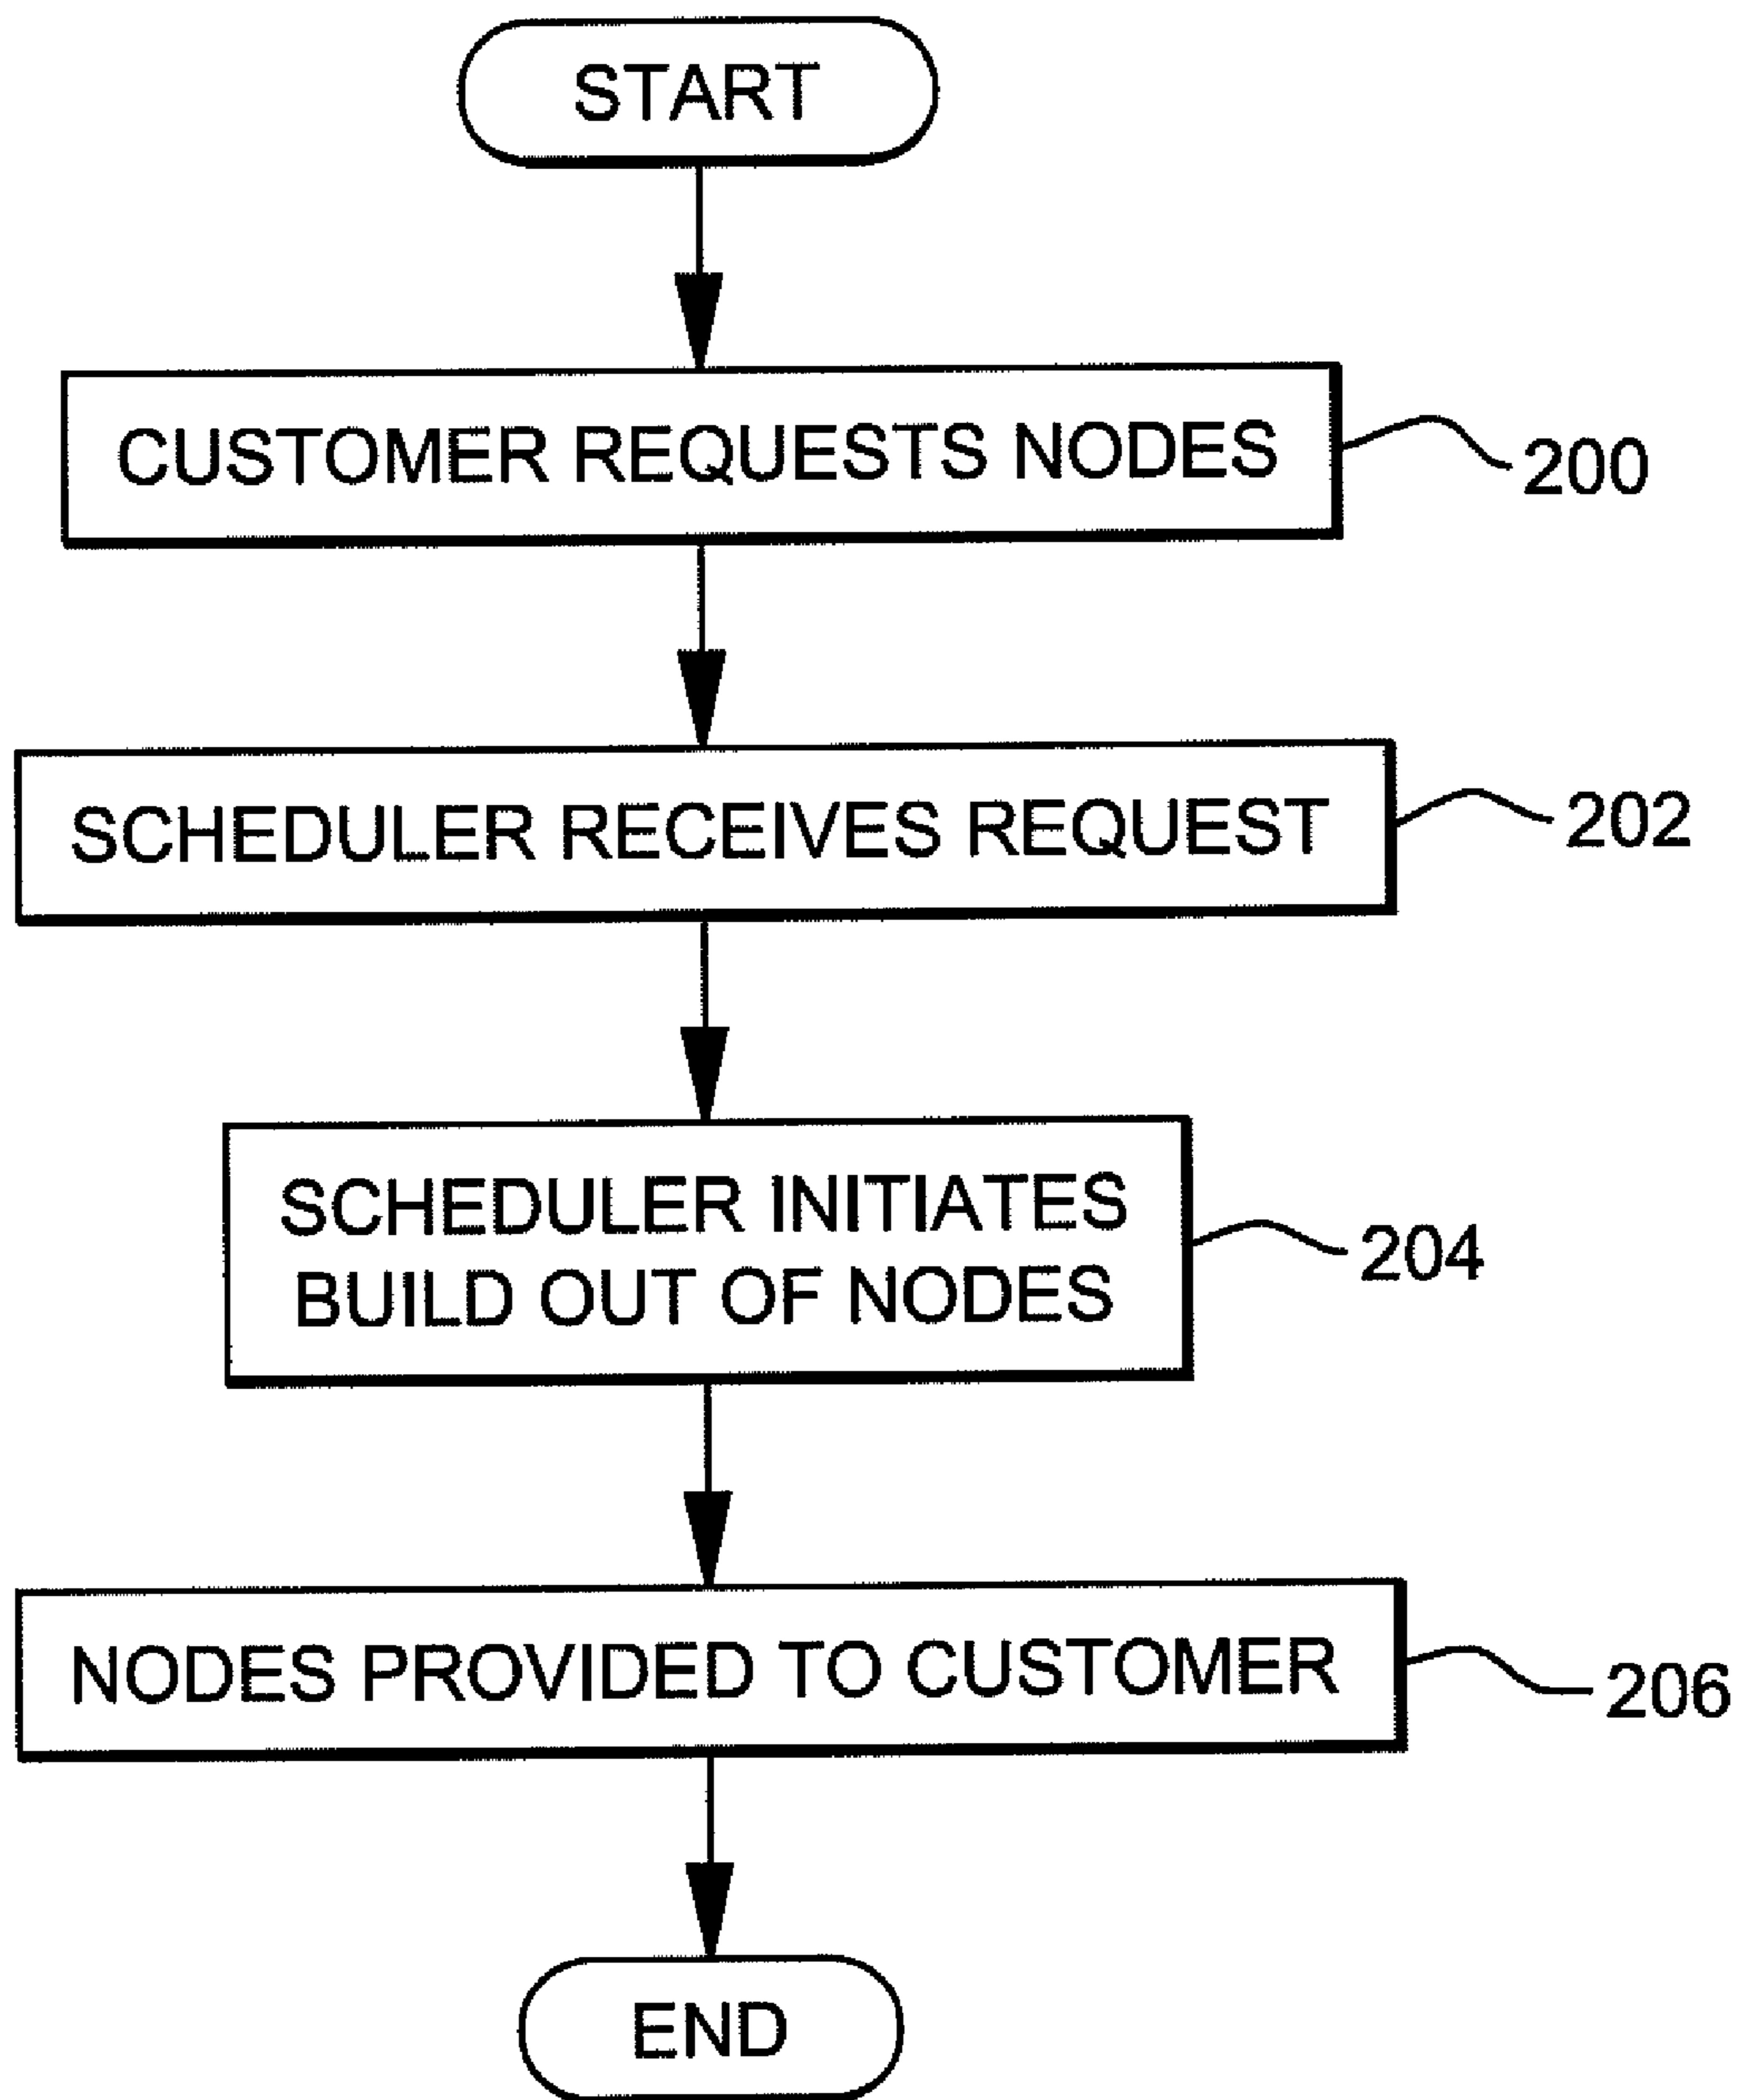 START
CUSTOMER REQUESTS NODES
200
SCHEDULER RECEIVES REQUEST
202
SCHEDULER INITIATES
BUILD OUT OF NODES
204
NODES PROVIDED TO CUSTOMER
206
END